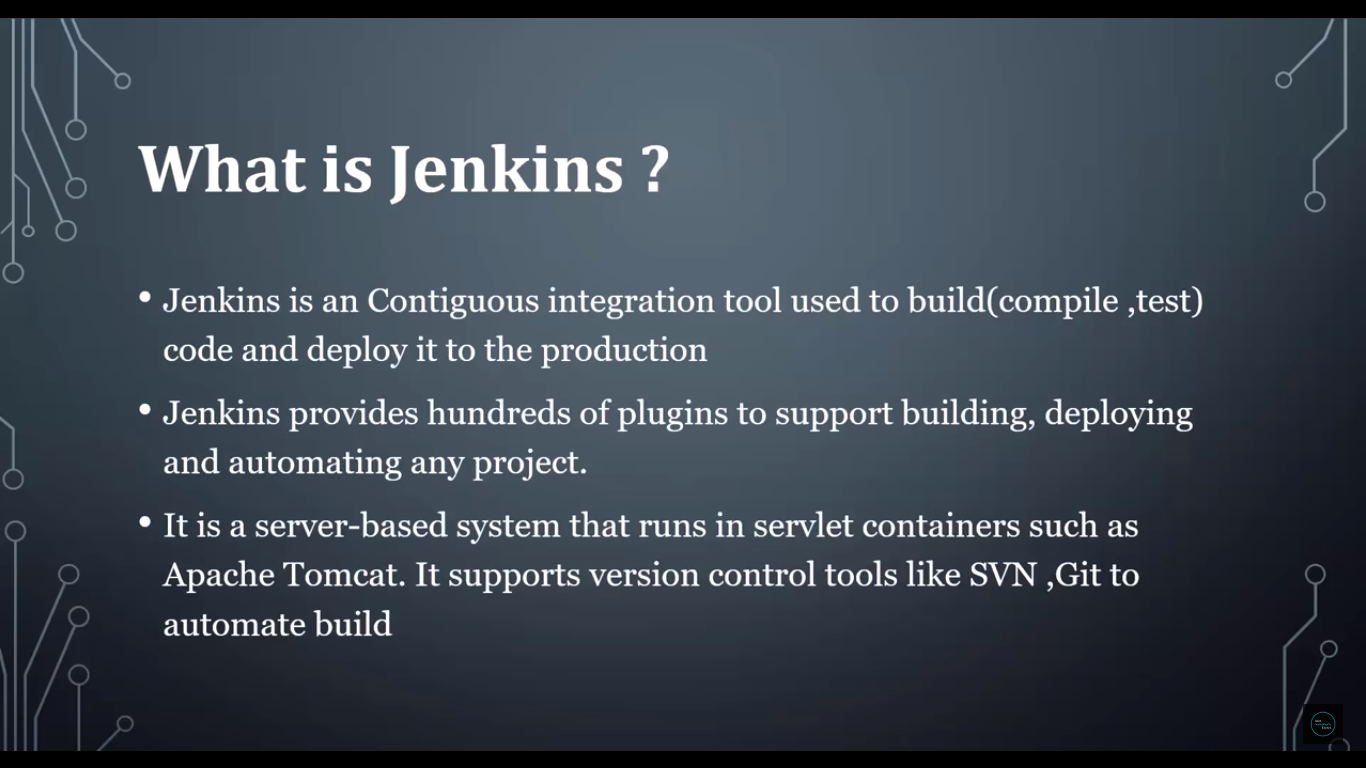 What is Jenkins ?
• Jenkins is an Contiguous integration tool used to build(compile ,test)
code and deploy it to the production
• Jenkins provides hundreds of plugins to support building, deploying
and automating any project.
• It is a server-based system that runs in servlet containers such as
Apache Tomcat. It supports version control tools like SVN ,Git to
automate build